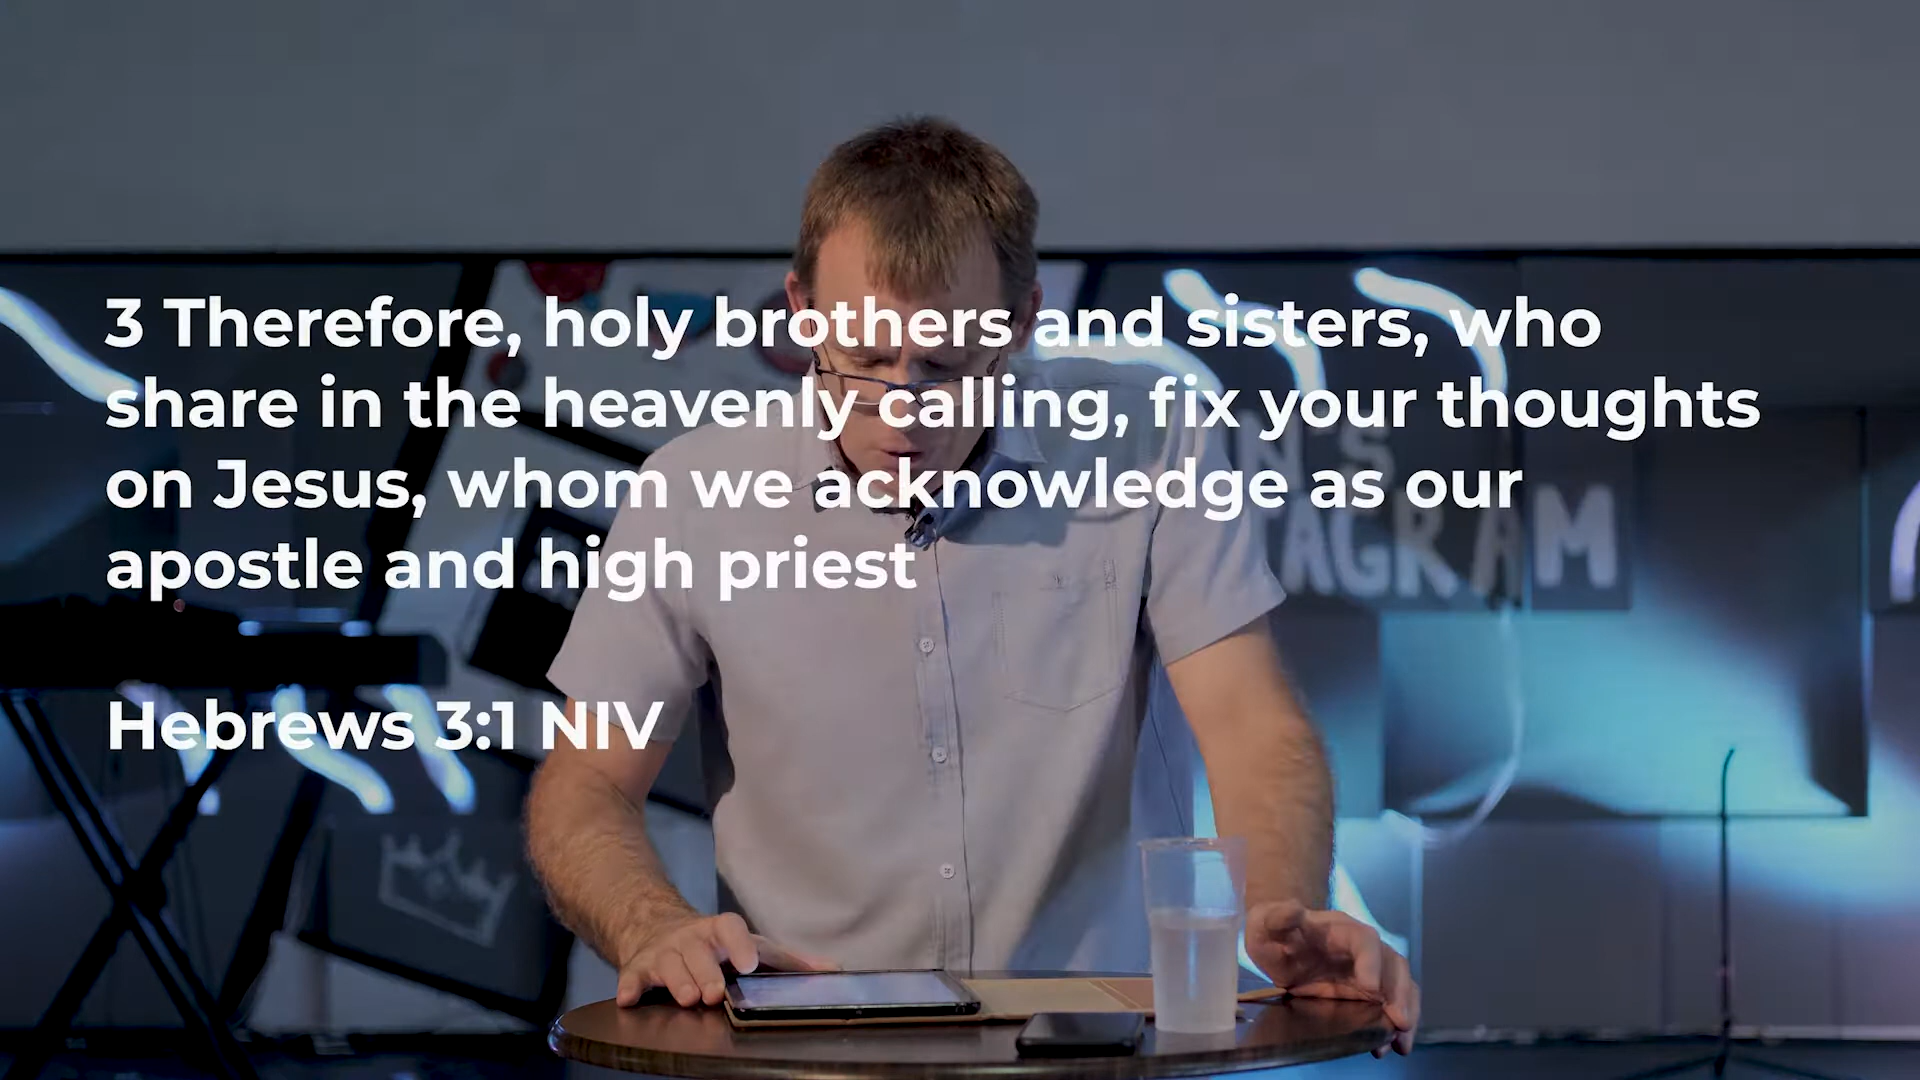 3 Therefore, holy brothers and sisters, who
share in the heavenly calling, fix your thoughts
on Jesus, whom we acknowledge as our
apostle and high priest
Hebrews 3:1 NIV